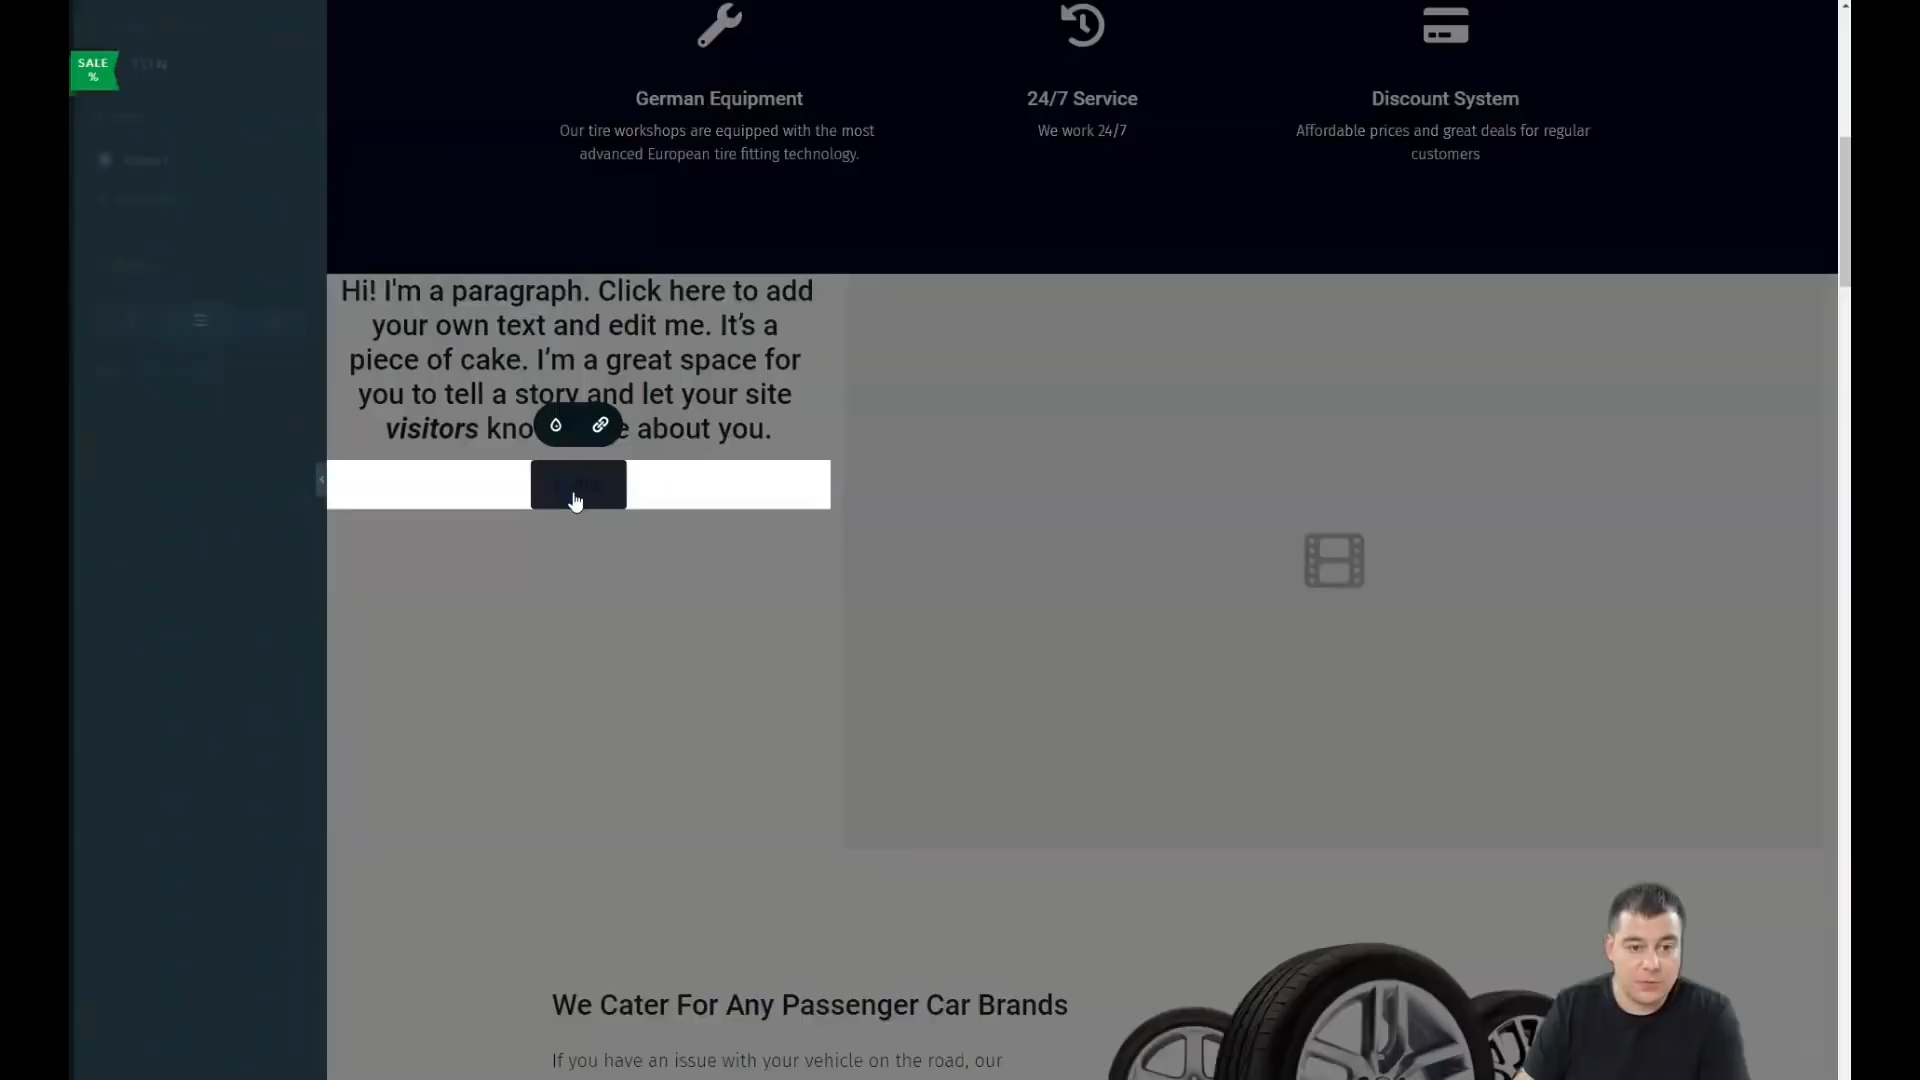 SALE
%
German Equipment
Our tire workshops are equipped with the most
advanced European tire fitting technology.
24/7 Service
We work 24/7
Discount System
Affordable prices and great deals for regular
customers
Hi! I'm a paragraph. Click here to add
your own text and edit me. It’s a
piece of cake. I’m a great space for
you to tell a story and let your site
visitors about you.
We Cater For Any Passenger Car Brands
If you have an issue with your vehicle on the road, our